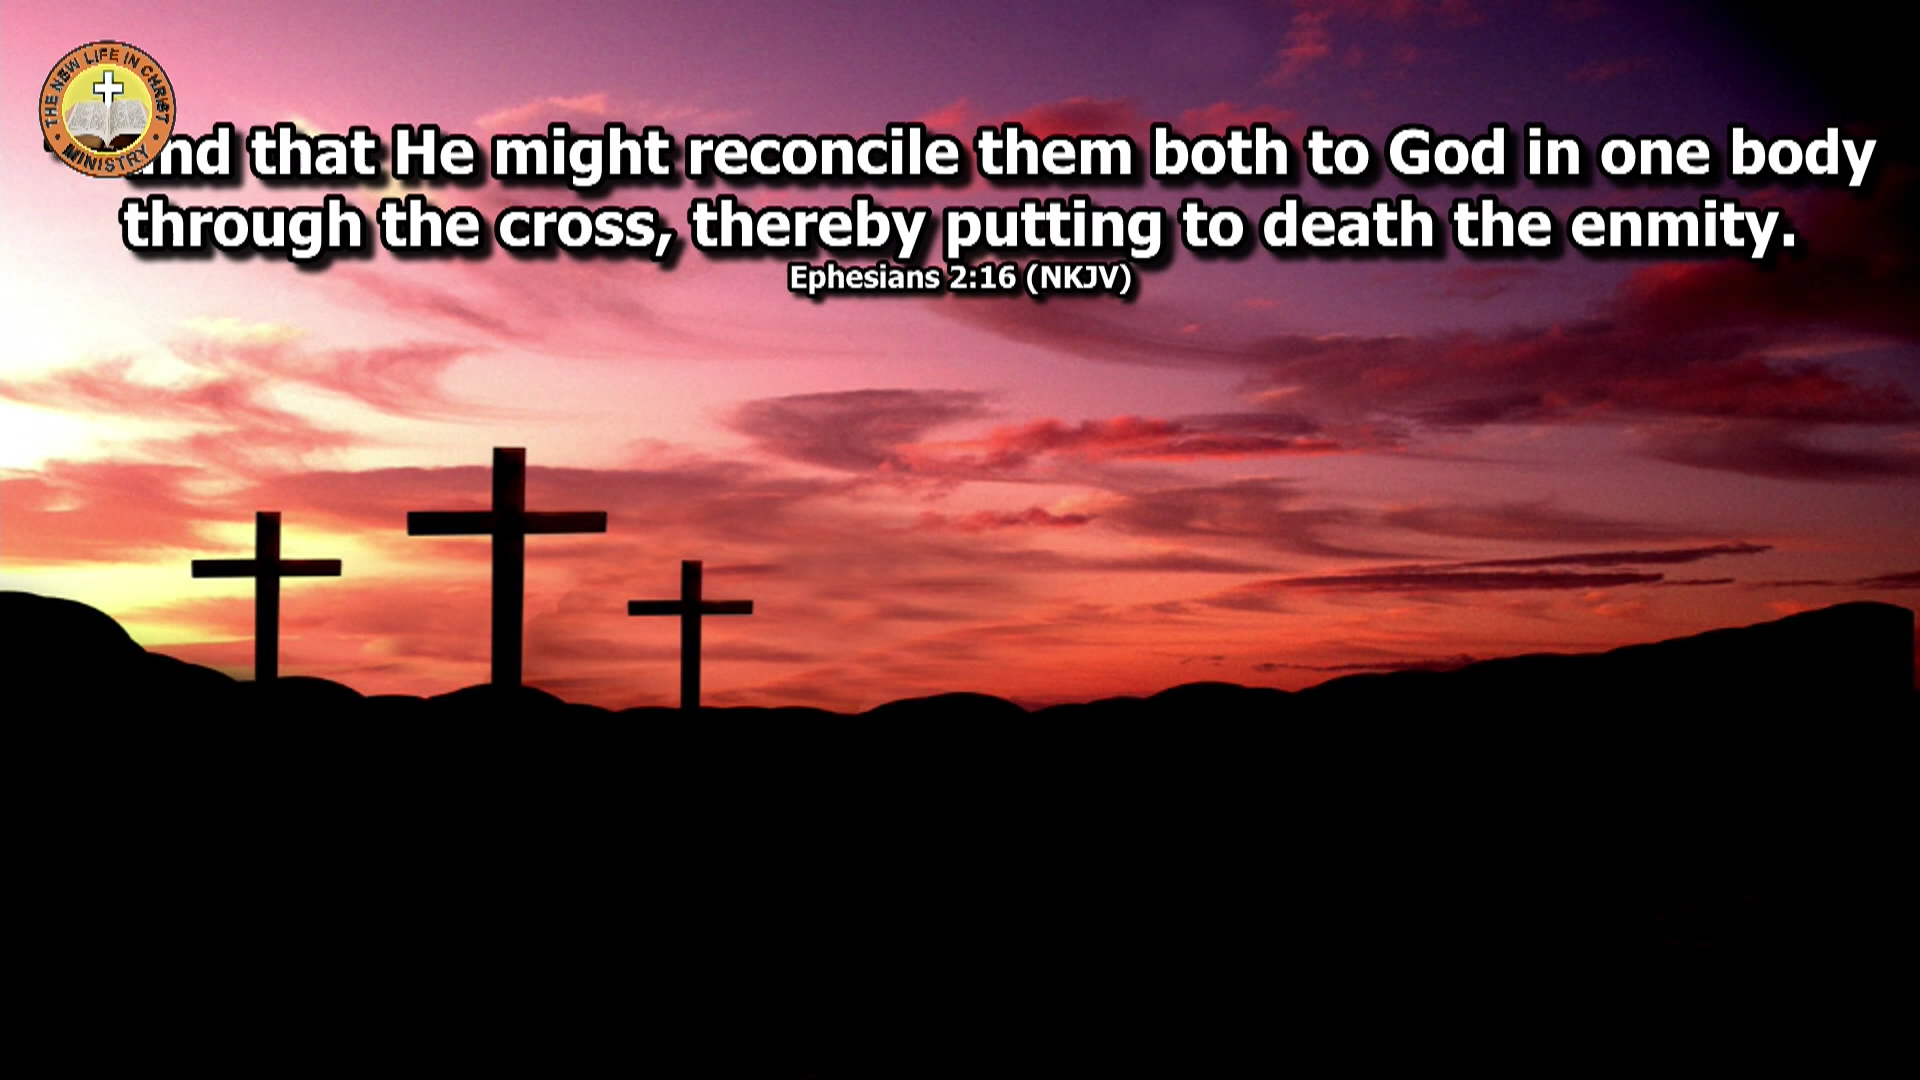 THE NEW LIFE IN CHRIST
MINISTRY
that He might reconcile them both to God in one body
through the cross, thereby putting to death the enmity.
Ephesians 2:16 (NKJV)